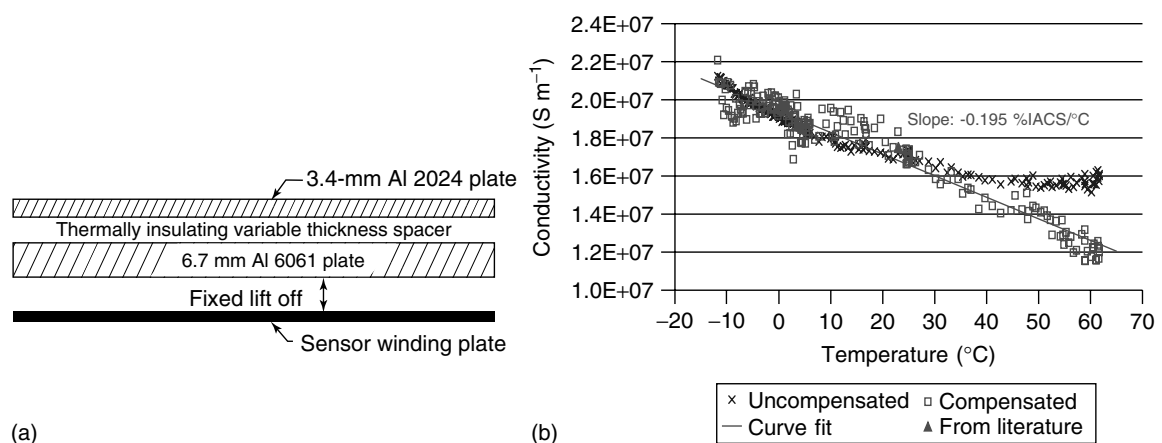 3.4-mm Al 2024 plate
Thermally insulating variable thickness spacer
6.7 mm Al 6061 plate
Fixed lift off
Sensor winding plate
(a)
Conductivity (S m⁻¹)
2.4E+07
2.2E+07
2.0E+07
1.8E+07
1.6E+07
1.4E+07
1.2E+07
1.0E+07
Slope: -0.195 %IACS/°C
−20 −10 0 10 20 30 40 50 60 70
Temperature (°C)
Uncompensated
Compensated
Curve fit
From literature
(b)